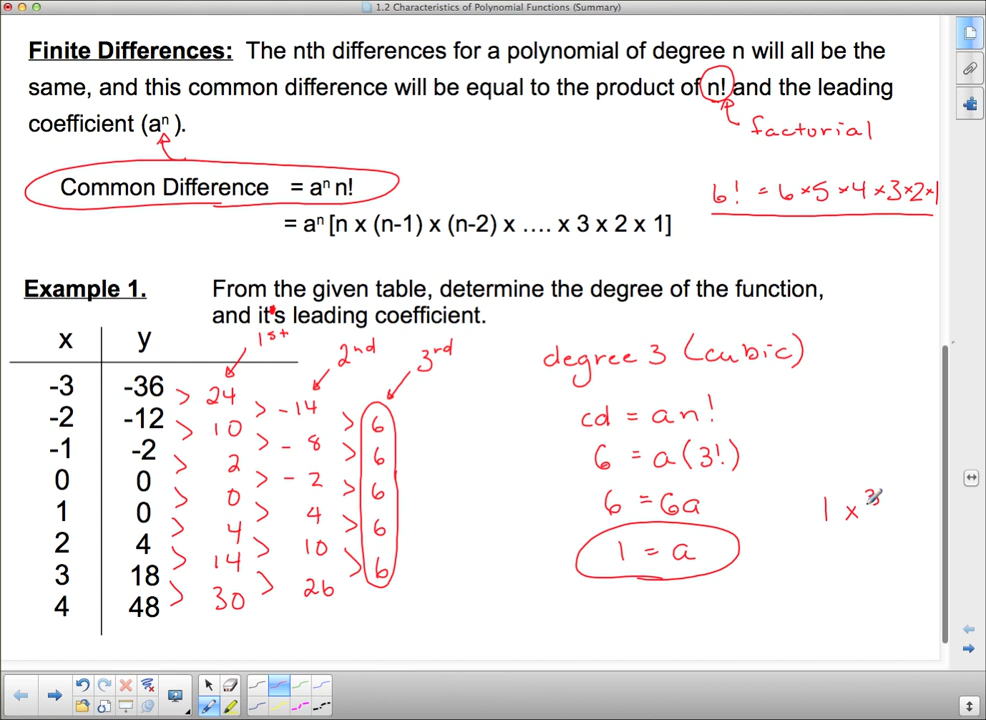 1.2 Characteristics of Polynomial Functions (Summary)
Finite Differences: The nth differences for a polynomial of degree n will all be the
same, and this common difference will be equal to the product of n! and the leading
coefficient (aⁿ ).
factorial
Common Difference = aⁿ n!
6! = 6×5×4×3×2×1
= aⁿ [n x (n-1) x (n-2) x .... x 3 x 2 x 1]
Example 1. From the given table, determine the degree of the function,
and it's leading coefficient.
x y 1st 2nd 3rd
degree 3 (cubic)
-3 -36
> 24
-2 -12 > -14
> 10 > 6
-1 -2 > - 8
> 2 > 6
0 0 > - 2
> 0 > 6
1 0 > 4
> 4 > 6
2 4 > 10
> 14 > 6
3 18 > 26
> 30
4 48
cd = a n!
6 = a (3!)
6 = 6a
1 = a
1 x³